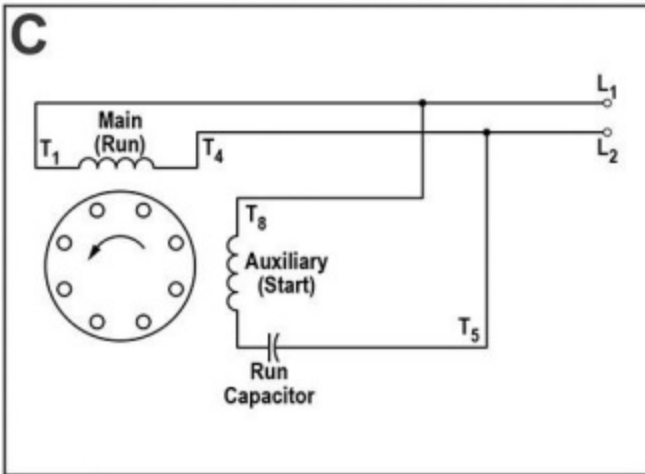 C
L₁
Main
(Run)
T₁
T₄
L₂
T₈
Auxiliary
(Start)
T₅
Run
Capacitor